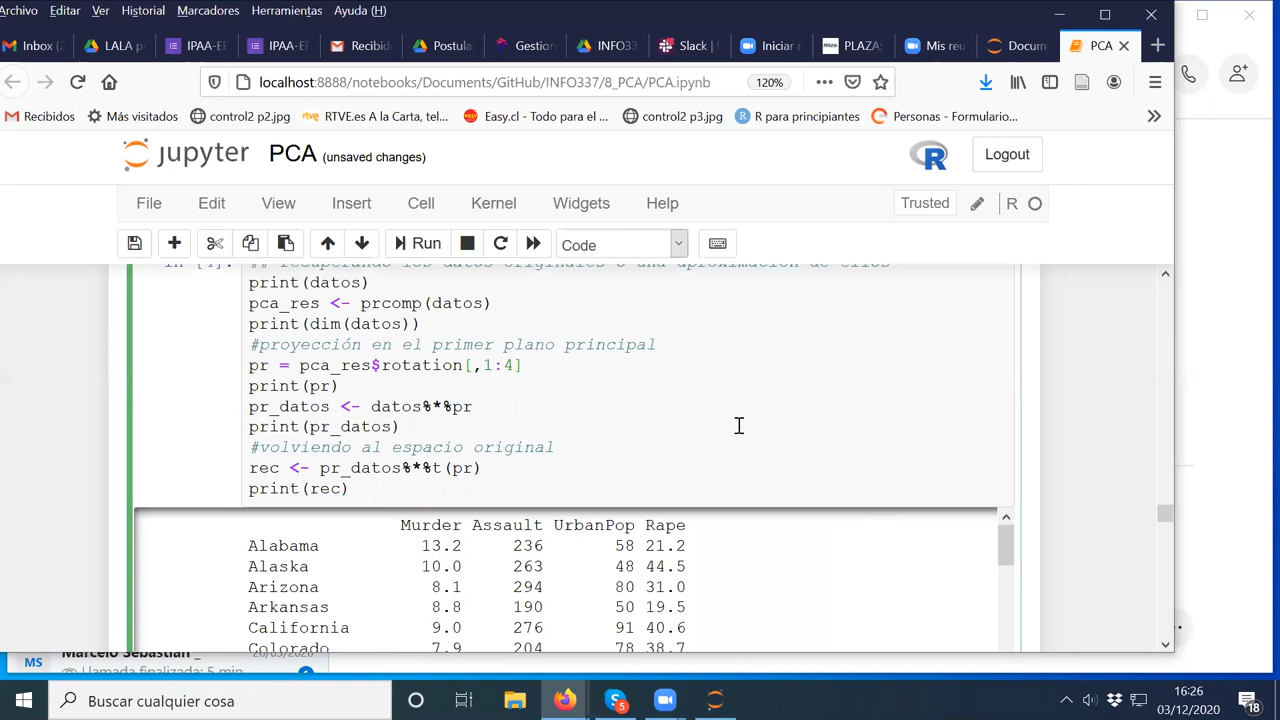 Archivo Editar Ver Historial Marcadores Herramientas Ayuda (H)
Inbox (2 LALA p IPAA-EF IPAA-EF Recibid Postula Gestion INFO33 Slack | Iniciar r PLAZA: Mis reu Docum PCA
localhost:8888/notebooks/Documents/GitHub/INFO337/8_PCA/PCA.ipynb 120%
Recibidos Más visitados control2 p2.jpg rtve RTVE.es A La Carta, tel... Easy.cl - Todo para el ... control2 p3.jpg R R para principiantes Personas - Formulario...
jupyter PCA (unsaved changes) R Logout
File Edit View Insert Cell Kernel Widgets Help Trusted R
Run Code
In [4]: ## recuperando los datos originales o una aproximación de ellos
print(datos)
pca_res <- prcomp(datos)
print(dim(datos))
#proyección en el primer plano principal
pr = pca_res$rotation[,1:4]
print(pr)
pr_datos <- datos%*%pr
print(pr_datos)
#volviendo al espacio original
rec <- pr_datos%*%t(pr)
print(rec)
Murder Assault UrbanPop Rape
Alabama 13.2 236 58 21.2
Alaska 10.0 263 48 44.5
Arizona 8.1 294 80 31.0
Arkansas 8.8 190 50 19.5
California 9.0 276 91 40.6
Colorado 7.9 204 78 38.7
Marcelo Sebastian _ 26/03/2020
MS Llamada finalizada: 5 min
Buscar cualquier cosa
S 5
16:26
03/12/2020
18